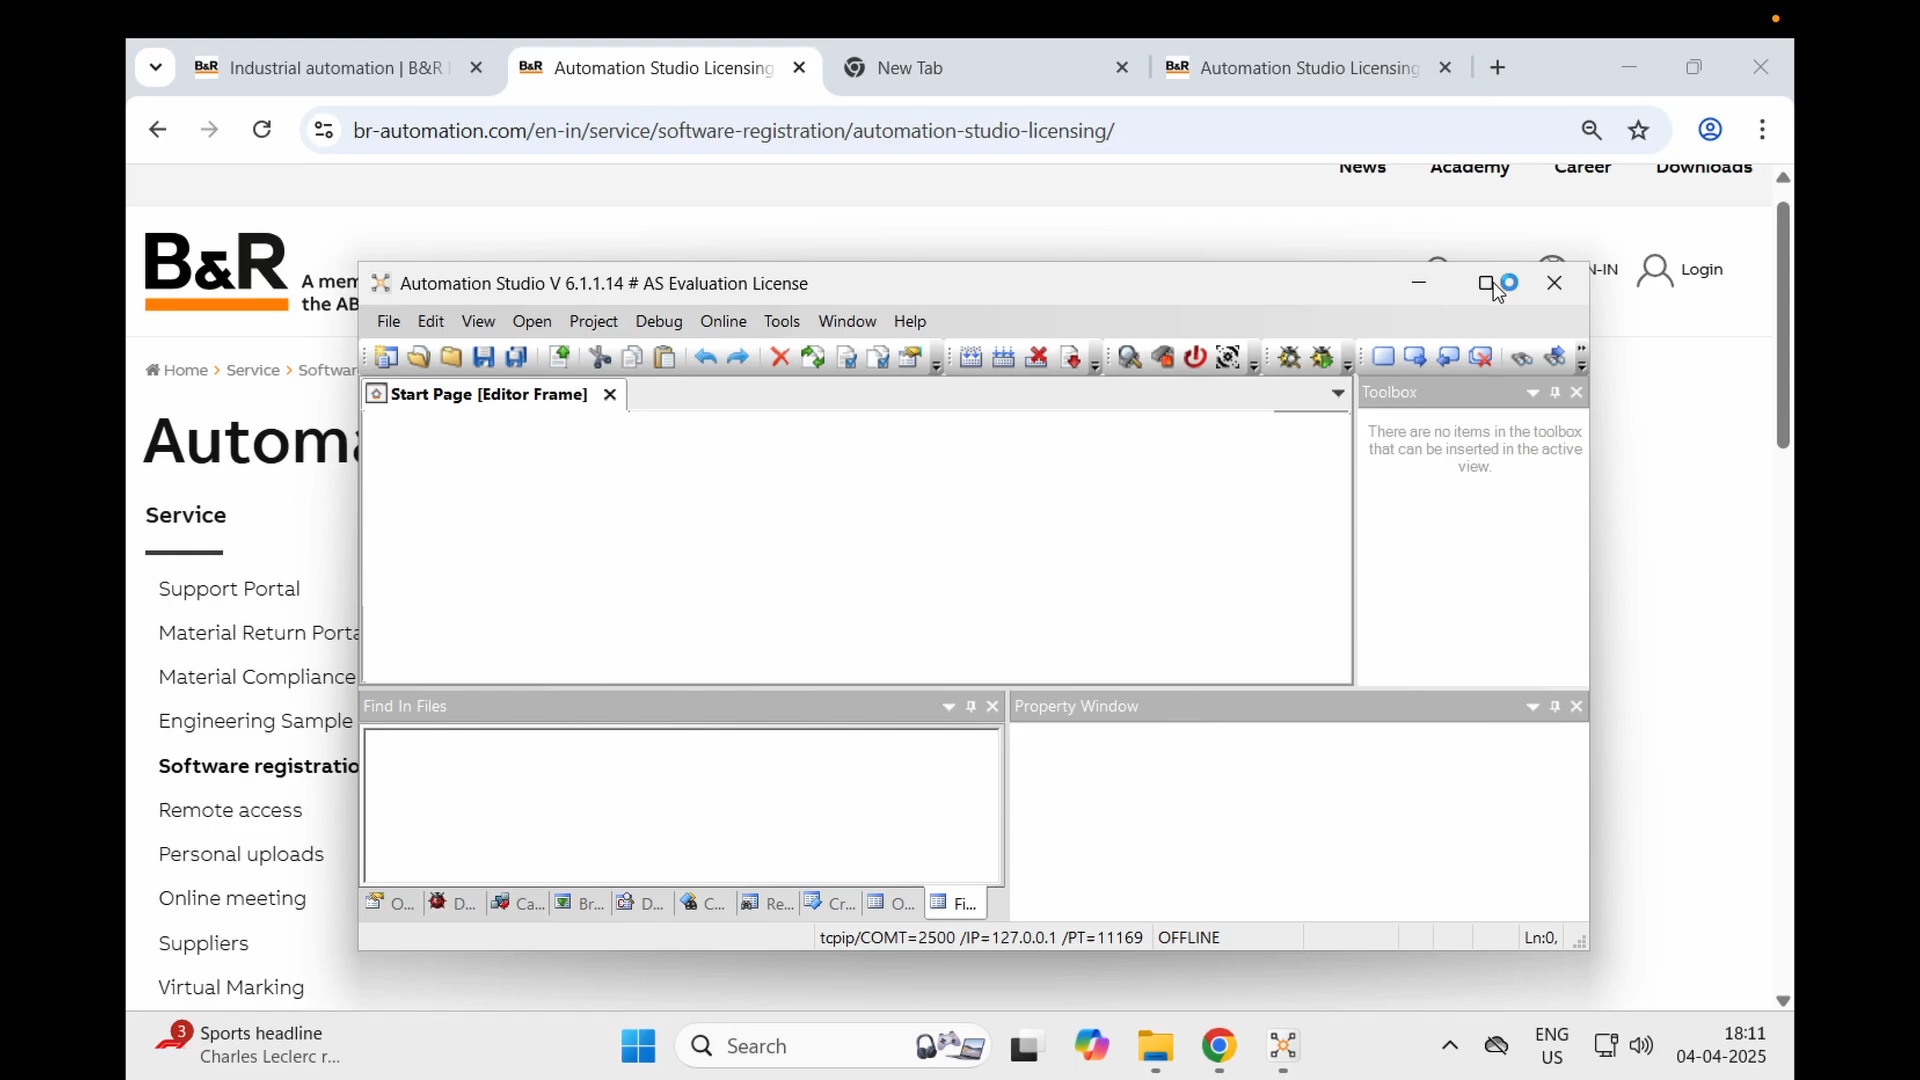 Industrial automation | B&R
Automation Studio Licensing
New Tab
Automation Studio Licensing
br-automation.com/en-in/service/software-registration/automation-studio-licensing/
News Academy Career Downloads
B&R
A mem
the AB
N-IN
Login
Home > Service > Softwar
Automa
Service
Support Portal
Material Return Porta
Material Compliance
Engineering Sample
Software registratio
Remote access
Personal uploads
Online meeting
Suppliers
Virtual Marking
Automation Studio V 6.1.1.14 # AS Evaluation License
File Edit View Open Project Debug Online Tools Window Help
Start Page [Editor Frame]
Toolbox
There are no items in the toolbox
that can be inserted in the active
view.
Find In Files
Property Window
O... D... Ca... Br... D... C... Re... Cr... O... Fi...
tcpip/COMT=2500 /IP=127.0.0.1 /PT=11169 OFFLINE Ln:0,
3
Sports headline
Charles Leclerc r...
Search
ENG
US
18:11
04-04-2025